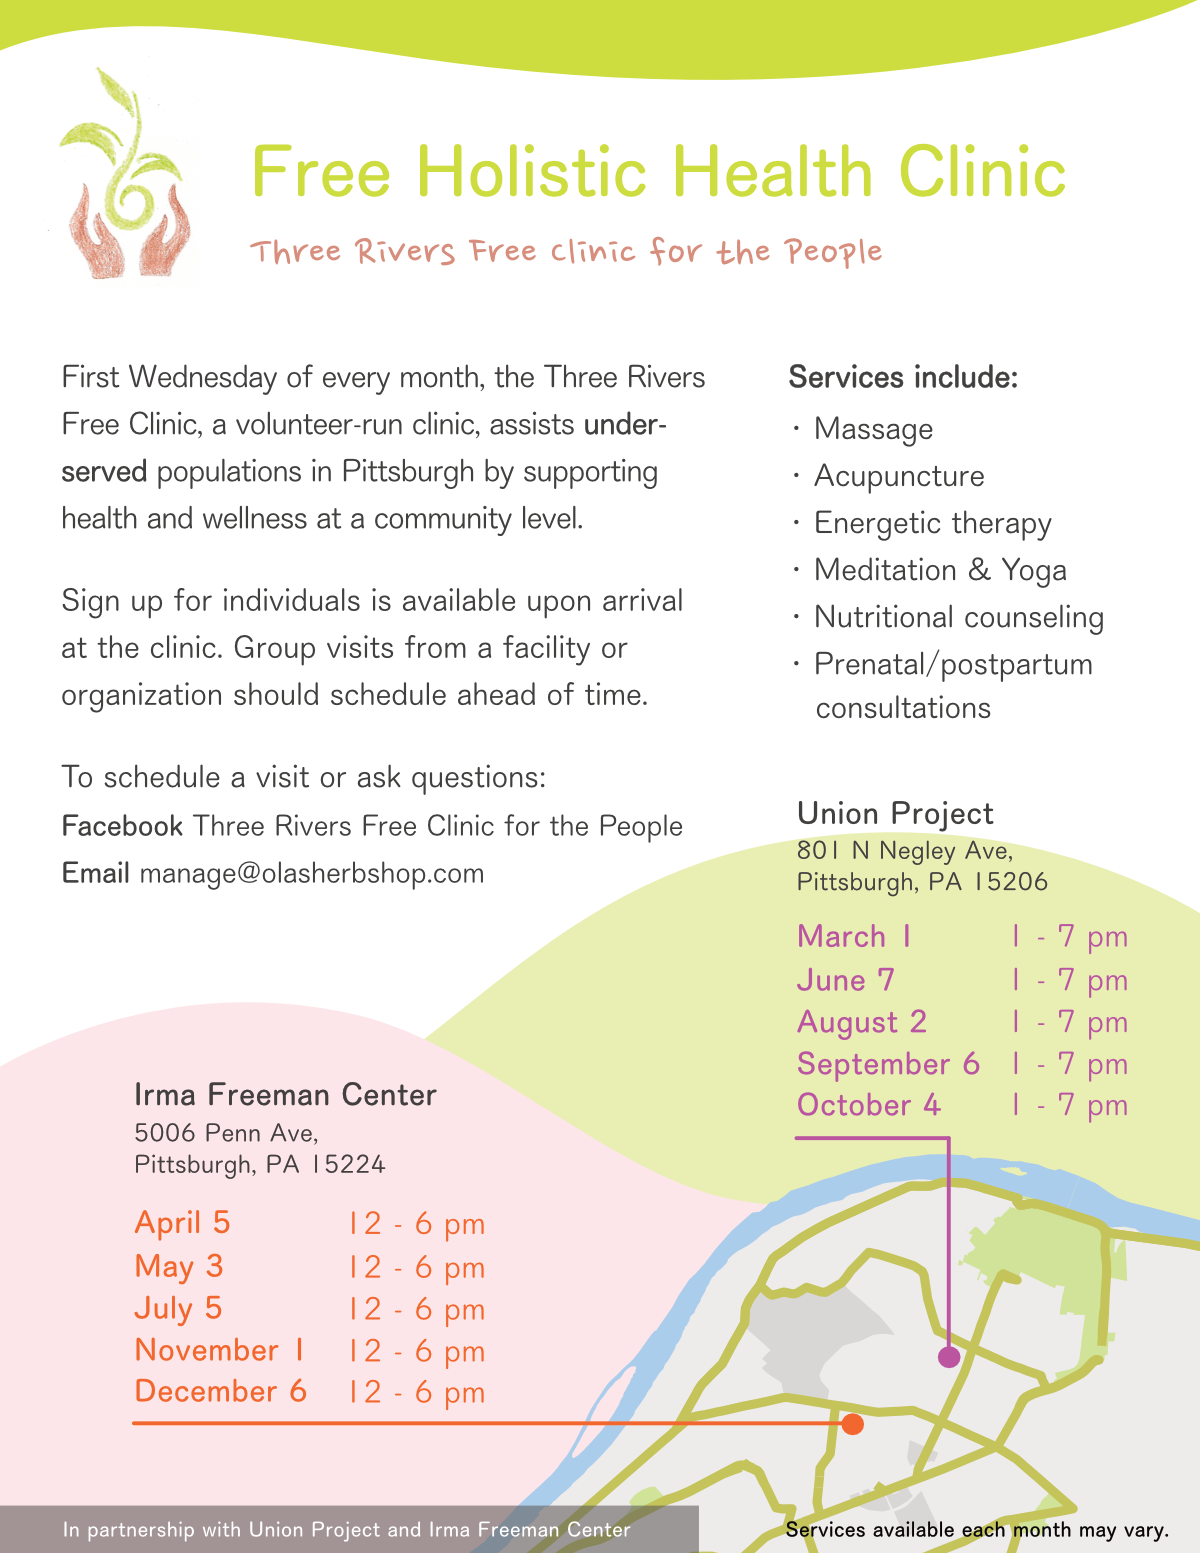 Free Holistic Health Clinic
Three Rivers Free Clinic for the People
First Wednesday of every month, the Three Rivers
Free Clinic, a volunteer-run clinic, assists under-
served populations in Pittsburgh by supporting
health and wellness at a community level.
Sign up for individuals is available upon arrival
at the clinic. Group visits from a facility or
organization should schedule ahead of time.
To schedule a visit or ask questions:
Facebook Three Rivers Free Clinic for the People
Email manage@olasherbshop.com
Services include:
· Massage
· Acupuncture
· Energetic therapy
· Meditation & Yoga
· Nutritional counseling
· Prenatal/postpartum
consultations
Union Project
801 N Negley Ave,
Pittsburgh, PA 15206
March 1 1 - 7 pm
June 7 1 - 7 pm
August 2 1 - 7 pm
September 6 1 - 7 pm
October 4 1 - 7 pm
Irma Freeman Center
5006 Penn Ave,
Pittsburgh, PA 15224
April 5 12 - 6 pm
May 3 12 - 6 pm
July 5 12 - 6 pm
November 1 12 - 6 pm
December 6 12 - 6 pm
In partnership with Union Project and Irma Freeman Center
Services available each month may vary.